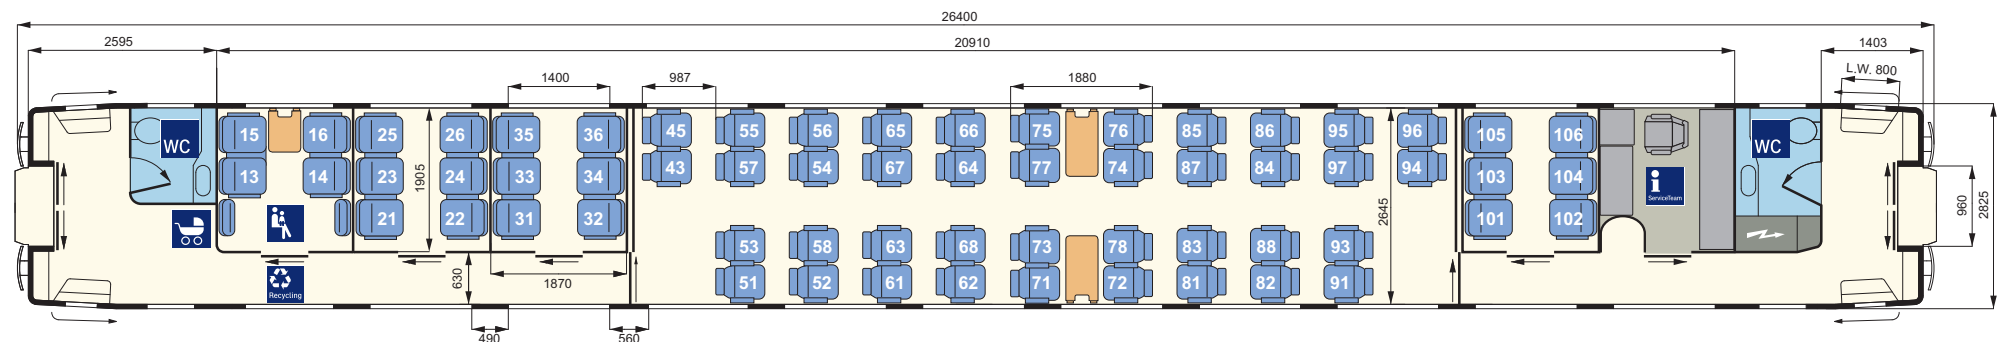 26400
2595 20910 1403
1400 987 1880 L.W. 800
WC 15 16 25 26 35 36 45 55 56 65 66 75 76 85 86 95 96 105 106 WC
13 14 23 24 1905 33 34 43 57 54 67 64 77 74 87 84 97 94 103 104
ServiceTeam
21 22 31 32 2645 101 102 960 2825
53 58 63 68 73 78 83 88 93
Recycling 630 1870 51 52 61 62 71 72 81 82 91
490 560